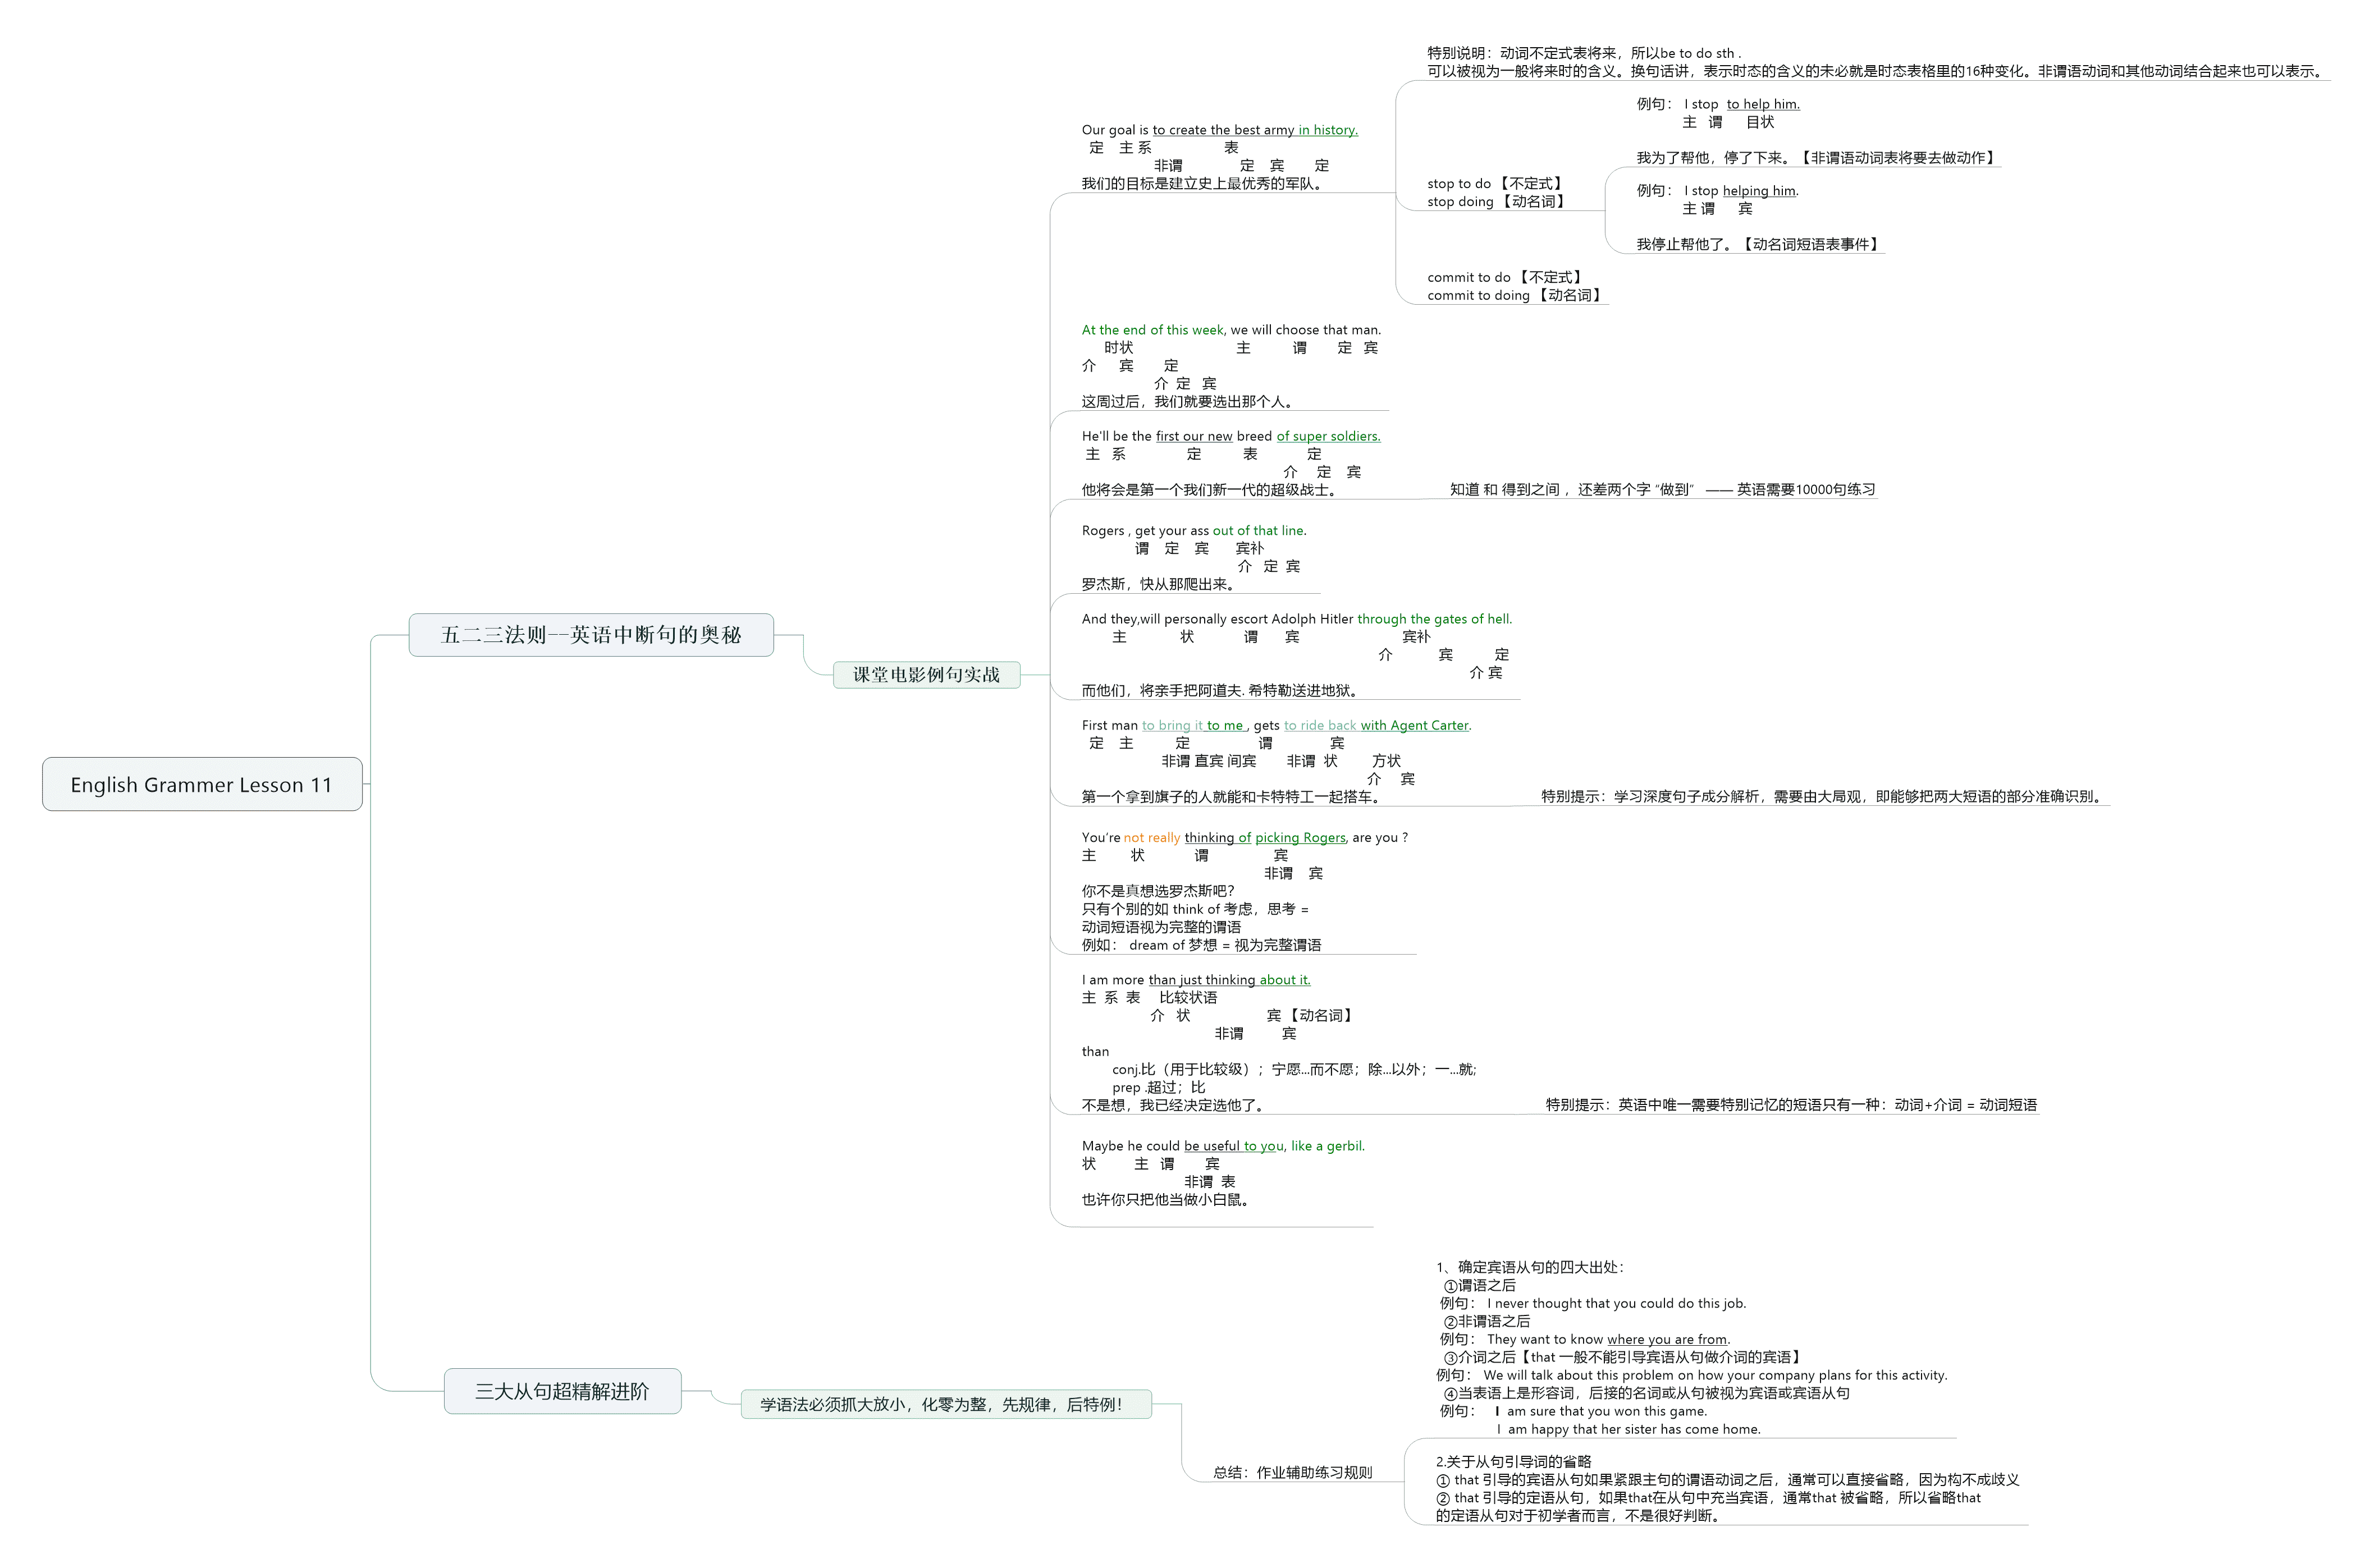 English Grammer Lesson 11
五二三法则--英语中断句的奥秘
课堂电影例句实战
Our goal is to create the best army in history.
定 主 系 表
非谓 定 宾 定
我们的目标是建立史上最优秀的军队。
特别说明：动词不定式表将来，所以be to do sth .
可以被视为一般将来时的含义。换句话讲，表示时态的含义的未必就是时态表格里的16种变化。非谓语动词和其他动词结合起来也可以表示。
stop to do 【不定式】
stop doing 【动名词】
例句： I stop to help him.
主 谓 目状
我为了帮他，停了下来。【非谓语动词表将要去做动作】
例句： I stop helping him.
主 谓 宾
我停止帮他了。【动名词短语表事件】
commit to do 【不定式】
commit to doing 【动名词】
At the end of this week, we will choose that man.
时状 主 谓 定 宾
介 宾 定
介 定 宾
这周过后，我们就要选出那个人。
He'll be the first our new breed of super soldiers.
主 系 定 表 定
介 定 宾
他将会是第一个我们新一代的超级战士。
知道 和 得到之间 ，还差两个字 “做到” —— 英语需要10000句练习
Rogers , get your ass out of that line.
谓 定 宾 宾补
介 定 宾
罗杰斯，快从那爬出来。
And they,will personally escort Adolph Hitler through the gates of hell.
主 状 谓 宾 宾补
介 宾 定
介 宾
而他们，将亲手把阿道夫. 希特勒送进地狱。
First man to bring it to me , gets to ride back with Agent Carter.
定 主 定 谓 宾
非谓 直宾 间宾 非谓 状 方状
介 宾
第一个拿到旗子的人就能和卡特特工一起搭车。
特别提示：学习深度句子成分解析，需要由大局观，即能够把两大短语的部分准确识别。
You’re not really thinking of picking Rogers, are you ?
主 状 谓 宾
非谓 宾
你不是真想选罗杰斯吧？
只有个别的如 think of 考虑，思考 =
动词短语视为完整的谓语
例如： dream of 梦想 = 视为完整谓语
I am more than just thinking about it.
主 系 表 比较状语
介 状 宾 【动名词】
非谓 宾
than
conj.比（用于比较级）；宁愿…而不愿；除…以外；一…就;
prep .超过；比
不是想，我已经决定选他了。
特别提示：英语中唯一需要特别记忆的短语只有一种：动词+介词 = 动词短语
Maybe he could be useful to you, like a gerbil.
状 主 谓 宾
非谓 表
也许你只把他当做小白鼠。
三大从句超精解进阶
学语法必须抓大放小，化零为整，先规律，后特例！
总结：作业辅助练习规则
1、确定宾语从句的四大出处：
①谓语之后
例句： I never thought that you could do this job.
②非谓语之后
例句： They want to know where you are from.
③介词之后【that 一般不能引导宾语从句做介词的宾语】
例句： We will talk about this problem on how your company plans for this activity.
④当表语上是形容词，后接的名词或从句被视为宾语或宾语从句
例句： I am sure that you won this game.
I am happy that her sister has come home.
2.关于从句引导词的省略
① that 引导的宾语从句如果紧跟主句的谓语动词之后，通常可以直接省略，因为构不成歧义
② that 引导的定语从句，如果that在从句中充当宾语，通常that 被省略，所以省略that
的定语从句对于初学者而言，不是很好判断。